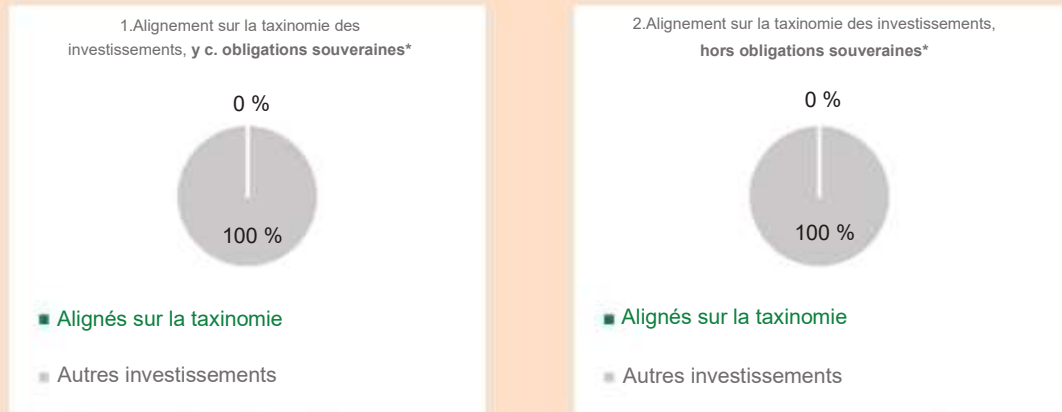 1.Alignement sur la taxinomie des
investissements, y c. obligations souveraines*
0 %
100 %
Alignés sur la taxinomie
Autres investissements
2.Alignement sur la taxinomie des investissements,
hors obligations souveraines*
0 %
100 %
Alignés sur la taxinomie
Autres investissements